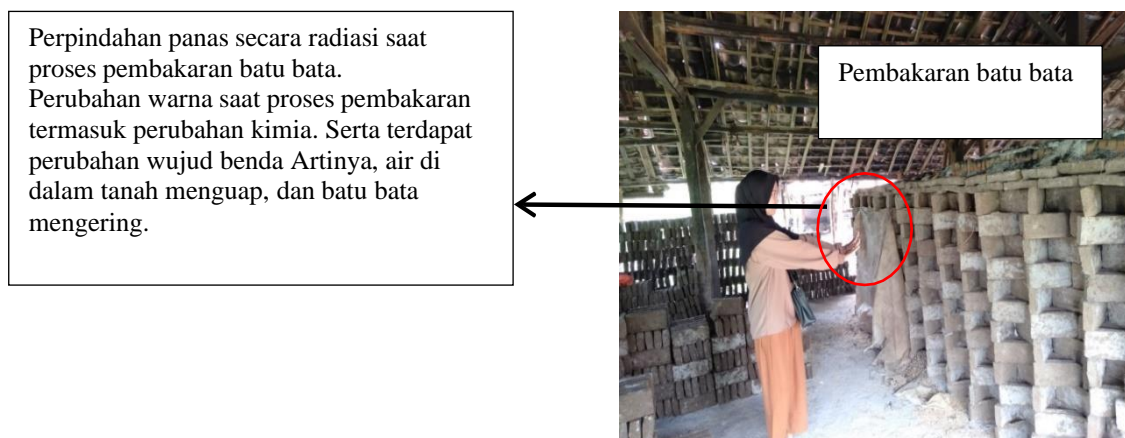 Perpindahan panas secara radiasi saat
proses pembakaran batu bata.
Perubahan warna saat proses pembakaran
termasuk perubahan kimia. Serta terdapat
perubahan wujud benda Artinya, air di
dalam tanah menguap, dan batu bata
mengering.
Pembakaran batu bata